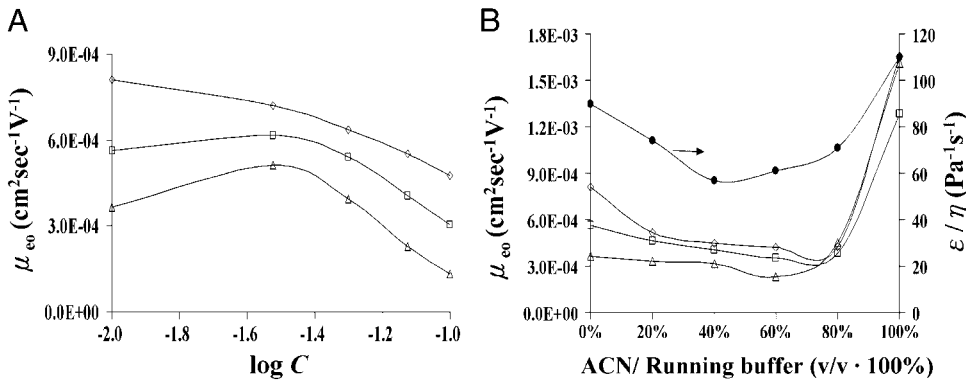 A
9.0E-04
6.0E-04
3.0E-04
0.0E+00
μeo (cm²sec⁻¹V⁻¹)
-2.0 -1.8 -1.6 -1.4 -1.2 -1.0
log C
B
1.8E-03
1.5E-03
1.2E-03
9.0E-04
6.0E-04
3.0E-04
0.0E+00
μeo (cm²sec⁻¹V⁻¹)
120
100
80
60
40
20
0
ε / η (Pa⁻¹s⁻¹)
0% 20% 40% 60% 80% 100%
ACN/ Running buffer (v/v · 100%)